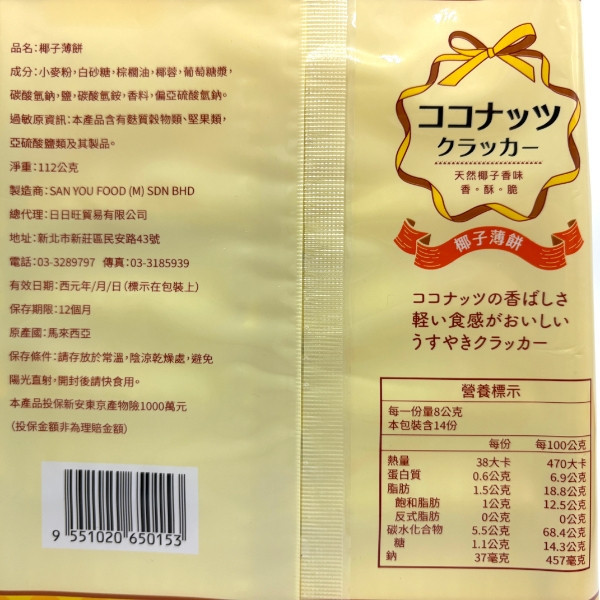 品名:椰子薄餅
成分:小麥粉,白砂糖,棕櫚油,椰蓉,葡萄糖漿,
碳酸氫鈉,鹽,碳酸氫銨,香料,偏亞硫酸氫鈉。
過敏原資訊:本產品含有麩質穀物類、堅果類,
亞硫酸鹽類及其製品。
淨重:112公克
製造商:SAN YOU FOOD (M) SDN BHD
總代理:日日旺貿易有限公司
地址:新北市新莊區民安路43號
電話:03-3289797 傳真:03-3185939
有效日期:西元年/月/日(標示在包裝上)
保存期限:12個月
原產國:馬來西亞
保存條件:請存放於常溫,陰涼乾燥處,避免
陽光直射,開封後請快食用。
本產品投保新安東京產物險1000萬元
(投保金額非為理賠金額)
9 551020 650153
ココナッツ
クラッカー
天然椰子香味
香。酥。脆
椰子薄餅
ココナッツの香ばしさ
軽い食感がおいしい
うすやきクラッカー
營養標示
每一份量8公克
本包裝含14份
每份 每100公克
熱量 38大卡 470大卡
蛋白質 0.6公克 6.9公克
脂肪 1.5公克 18.8公克
飽和脂肪 1公克 12.5公克
反式脂肪 0公克 0公克
碳水化合物 5.5公克 68.4公克
糖 1.1公克 14.3公克
鈉 37毫克 457毫克